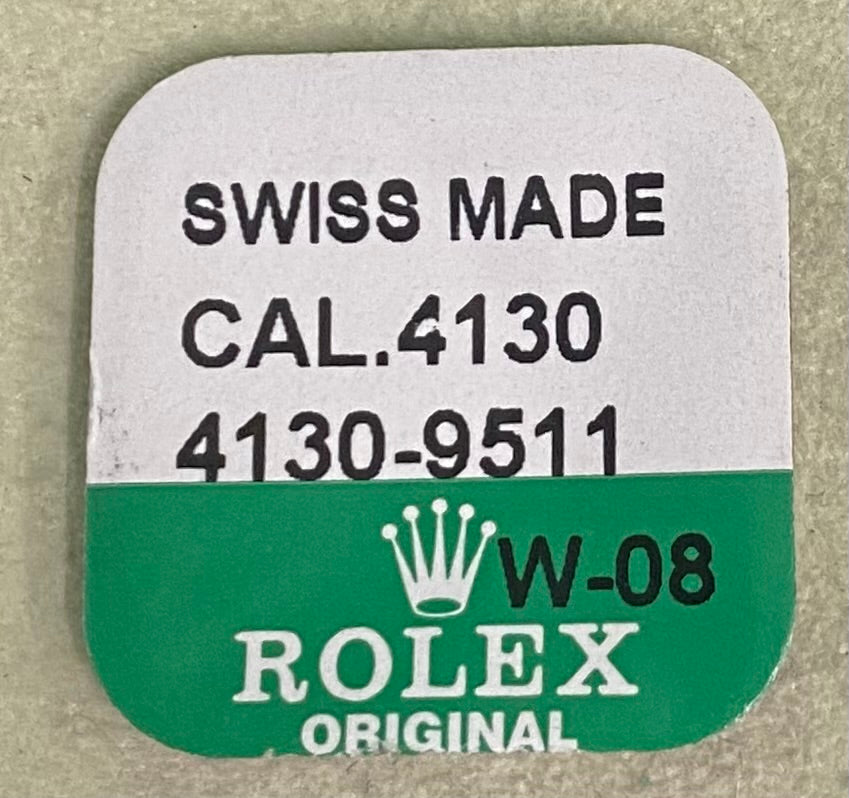 SWISS MADE
CAL.4130
4130-9511
W-08
ROLEX
ORIGINAL